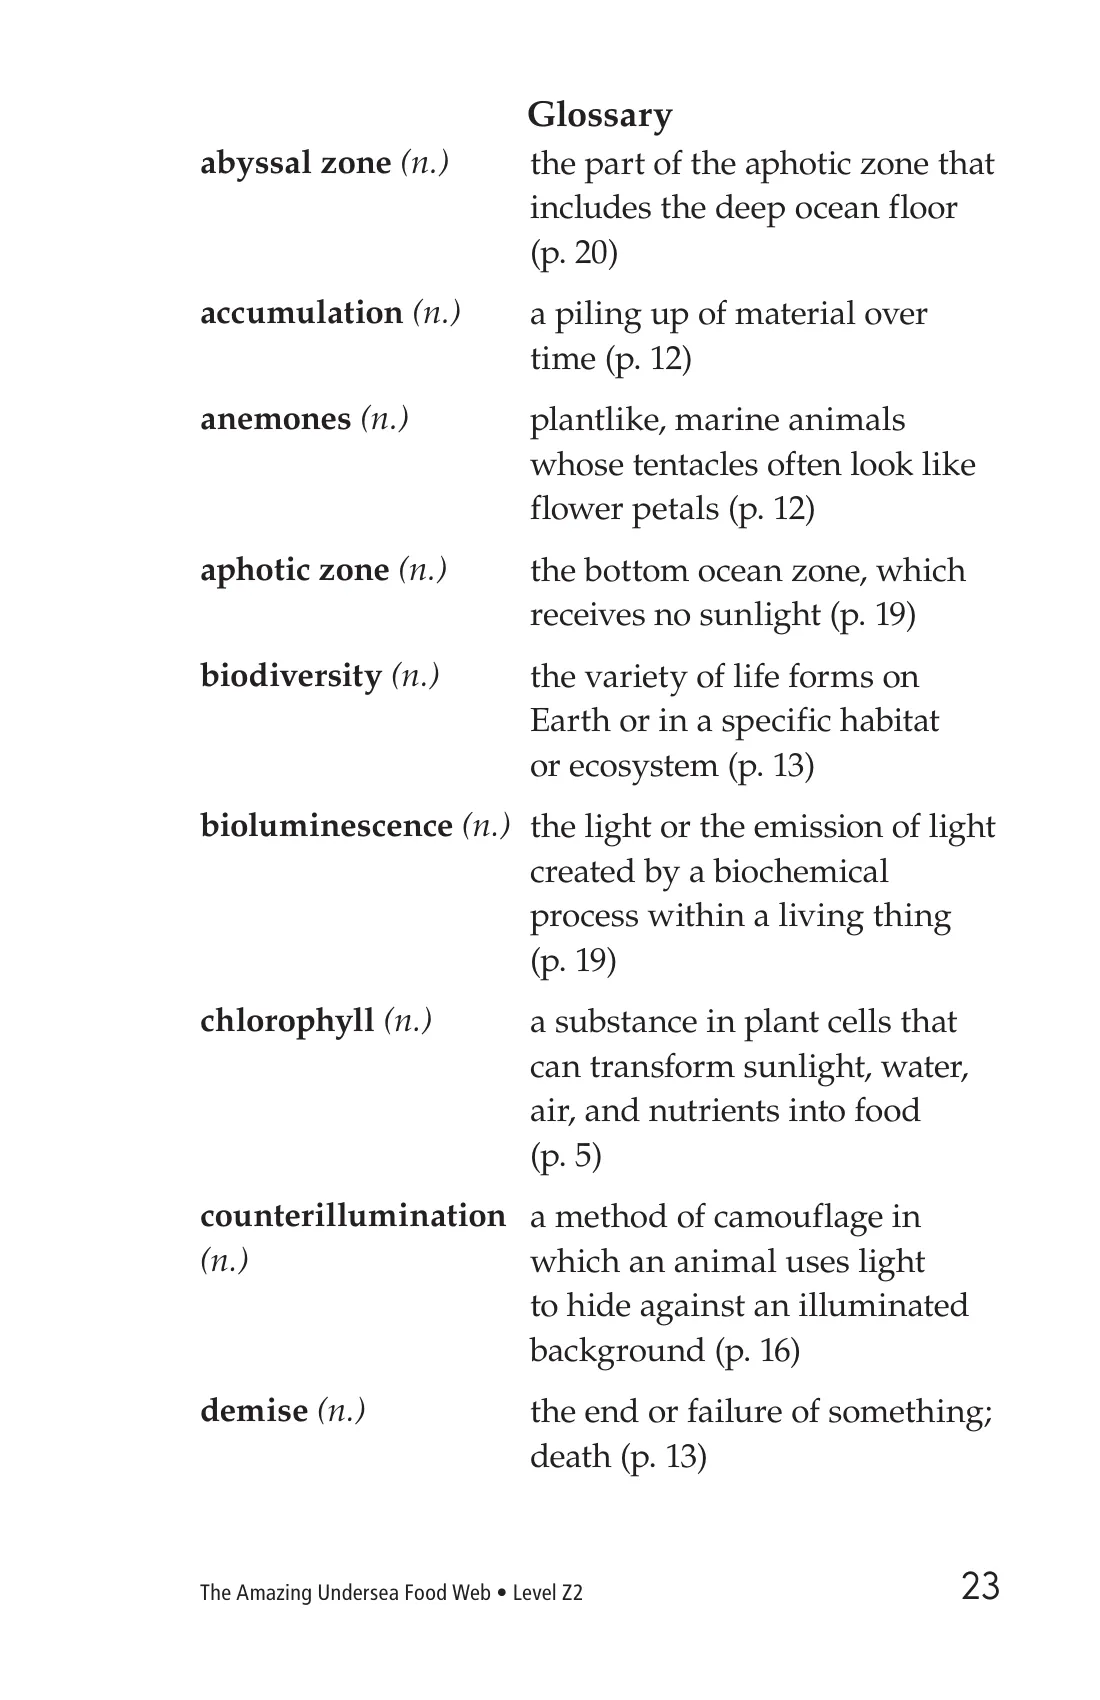 Glossary
abyssal zone (n.) the part of the aphotic zone that
includes the deep ocean floor
(p. 20)
accumulation (n.) a piling up of material over
time (p. 12)
anemones (n.) plantlike, marine animals
whose tentacles often look like
flower petals (p. 12)
aphotic zone (n.) the bottom ocean zone, which
receives no sunlight (p. 19)
biodiversity (n.) the variety of life forms on
Earth or in a specific habitat
or ecosystem (p. 13)
bioluminescence (n.) the light or the emission of light
created by a biochemical
process within a living thing
(p. 19)
chlorophyll (n.) a substance in plant cells that
can transform sunlight, water,
air, and nutrients into food
(p. 5)
counterillumination a method of camouflage in
(n.) which an animal uses light
to hide against an illuminated
background (p. 16)
demise (n.) the end or failure of something;
death (p. 13)
The Amazing Undersea Food Web • Level Z2 23